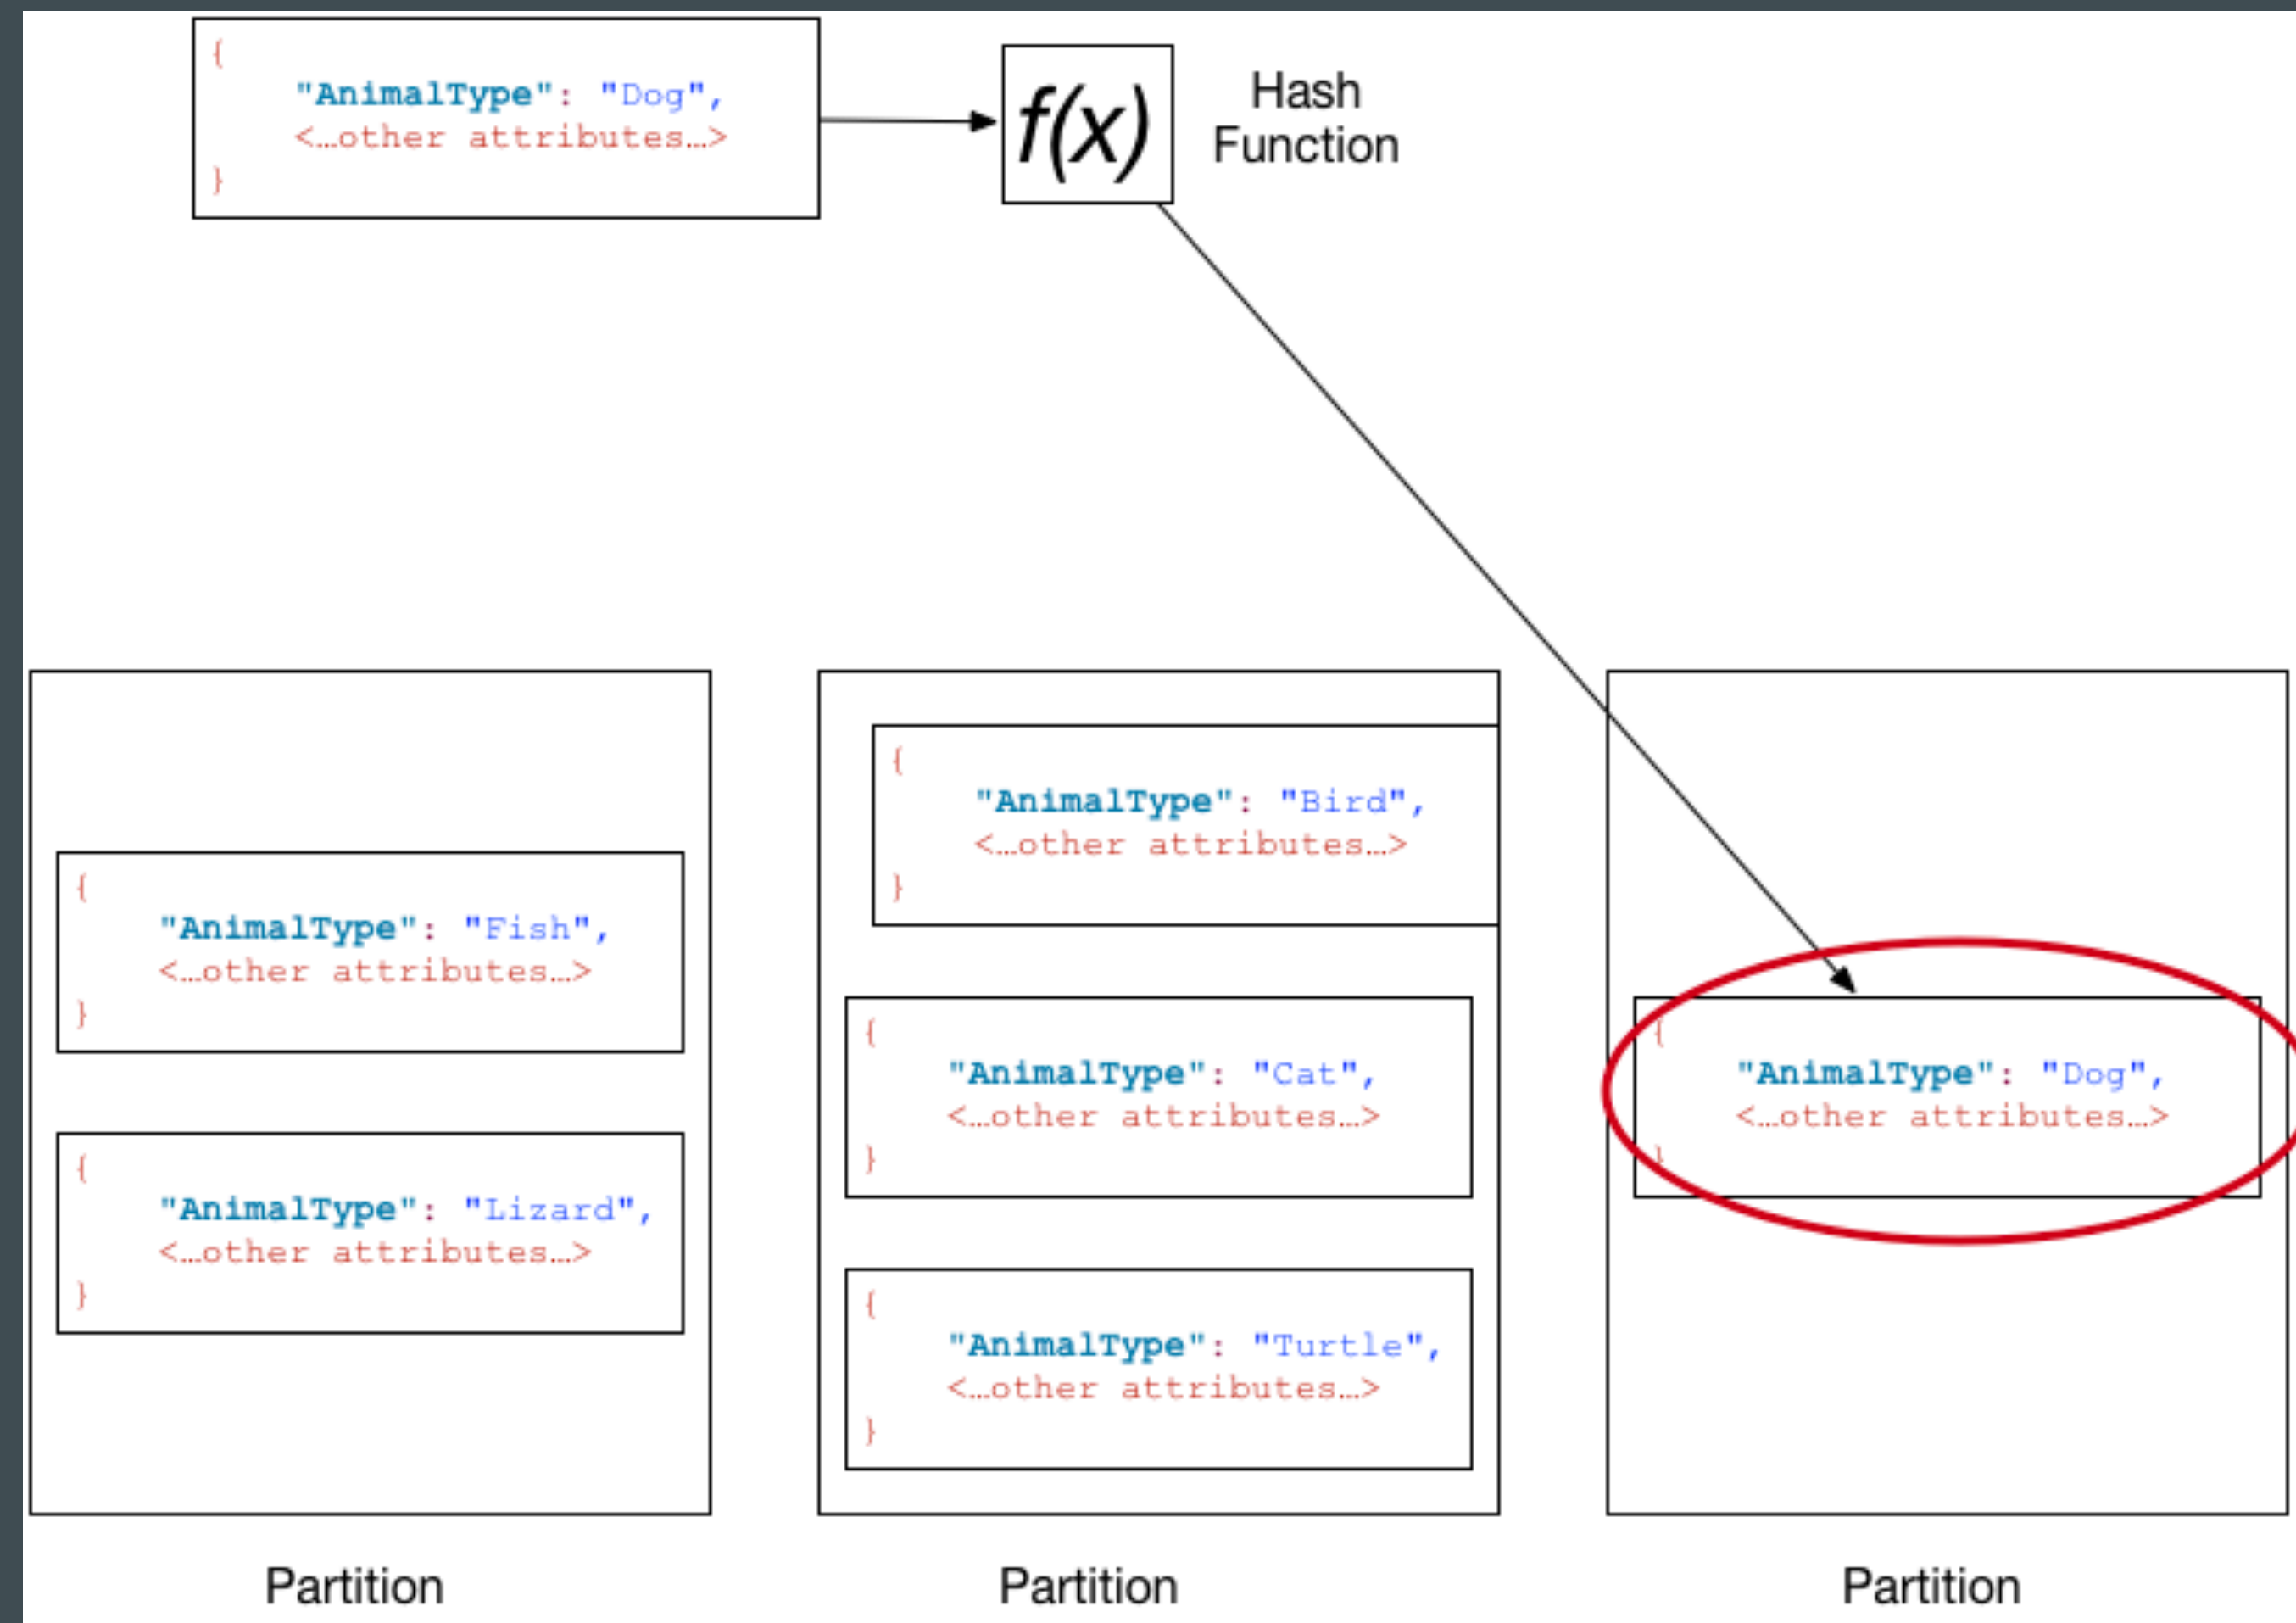 {
"AnimalType": "Dog",
<…other attributes…>
}
f(x)
Hash
Function
{
"AnimalType": "Fish",
<…other attributes…>
}
{
"AnimalType": "Lizard",
<…other attributes…>
}
Partition
{
"AnimalType": "Bird",
<…other attributes…>
}
{
"AnimalType": "Cat",
<…other attributes…>
}
{
"AnimalType": "Turtle",
<…other attributes…>
}
Partition
{
"AnimalType": "Dog",
<…other attributes…>
}
Partition